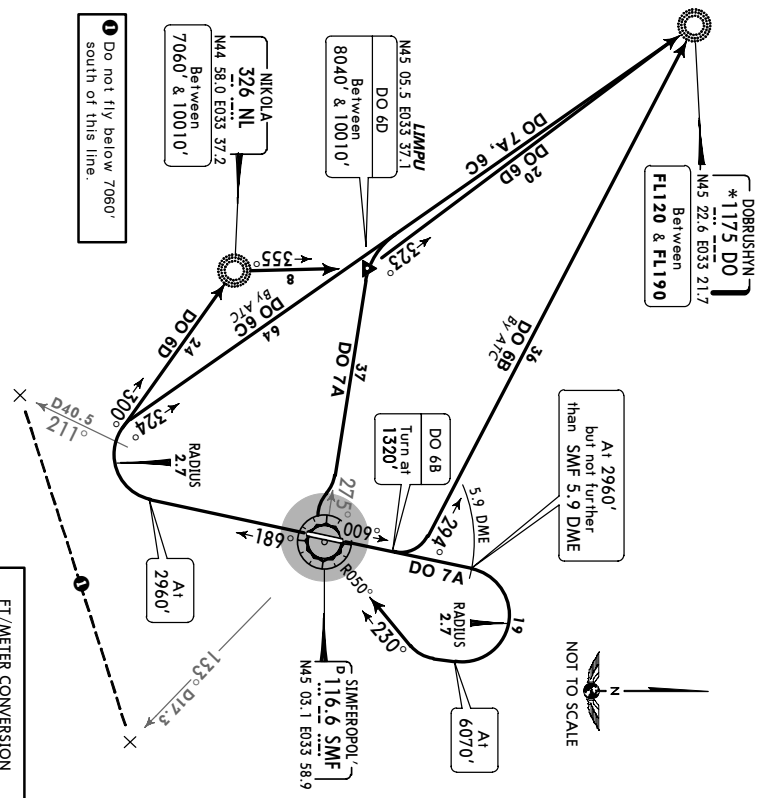 DOBRUSHYN
*1175 DO
N45 22.6 E033 21.7
Between
FL120 & FL190
LIMPU
N45 05.5 E033 37.1
DO 6D
Between
8040' & 10010'
NIKOLA
326 NL
N44 58.0 E033 37.2
Between
7060' & 10010'
1 Do not fly below 7060'
south of this line.
DO 7A, 6C
DO 6D
20
323°
355°
8
DO 6C
By ATC
64
DO 6D
24
300°
324°
D40.5
211°
RADIUS
2.7
At
2960'
189°
DO 7A
37
275°
009°
R050°
DO 6B
Turn at
1320'
DO 6B
By ATC
36
294°
5.9 DME
At 2960'
but not further
than SMF 5.9 DME
DO 7A
RADIUS
2.7
19
230°
At
6070'
SIMFEROPOL'
D 116.6 SMF
N45 03.1 E033 58.9
133° D17.3
1
N
NOT TO SCALE
FT/METER CONVERSION